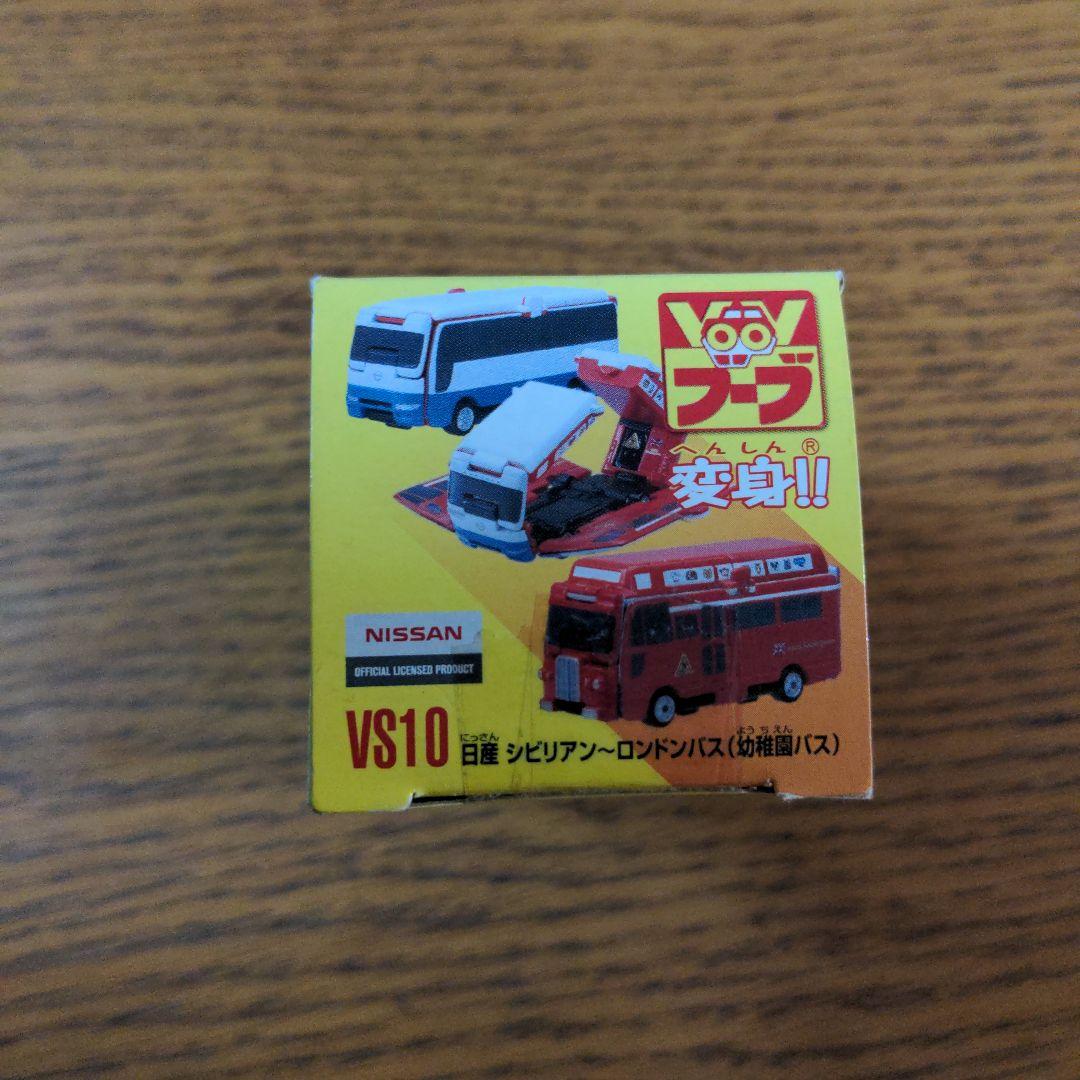 VooV
フーブ
へんしん®
変身!!
NISSAN
OFFICIAL LICENSED PRODUCT
VS10
にっさん ようちえん
日産 シビリアン～ロンドンバス(幼稚園バス)